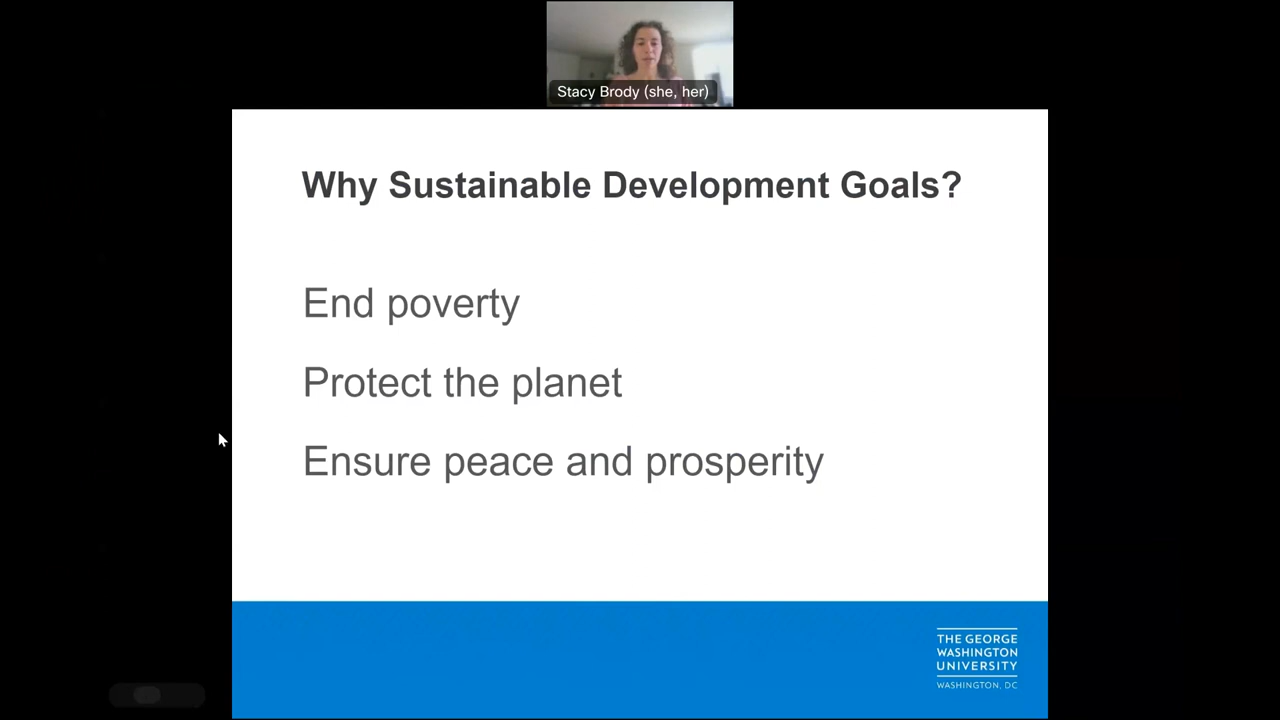 Stacy Brody (she, her)
Why Sustainable Development Goals?
End poverty
Protect the planet
Ensure peace and prosperity
THE GEORGE
WASHINGTON
UNIVERSITY
WASHINGTON, DC